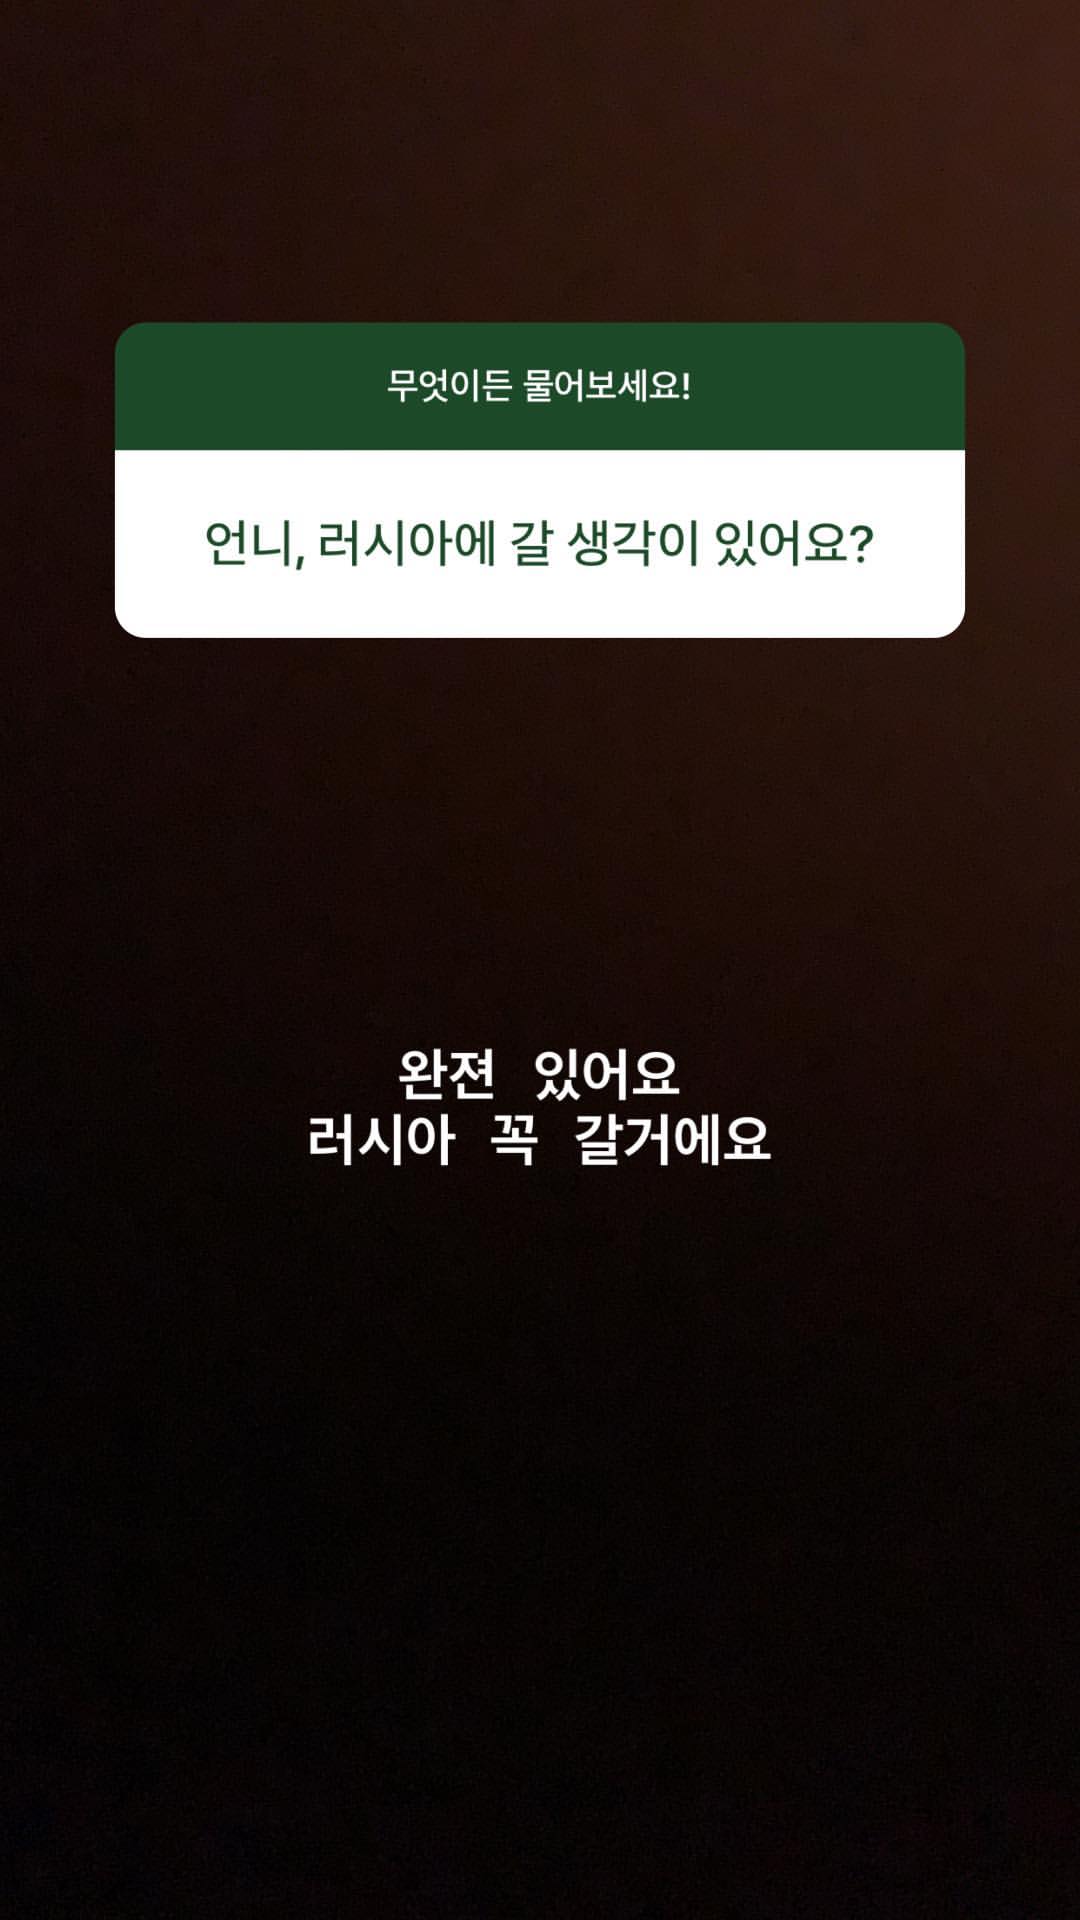 무엇이든 물어보세요!
언니, 러시아에 갈 생각이 있어요?
완젼 있어요
러시아 꼭 갈거에요